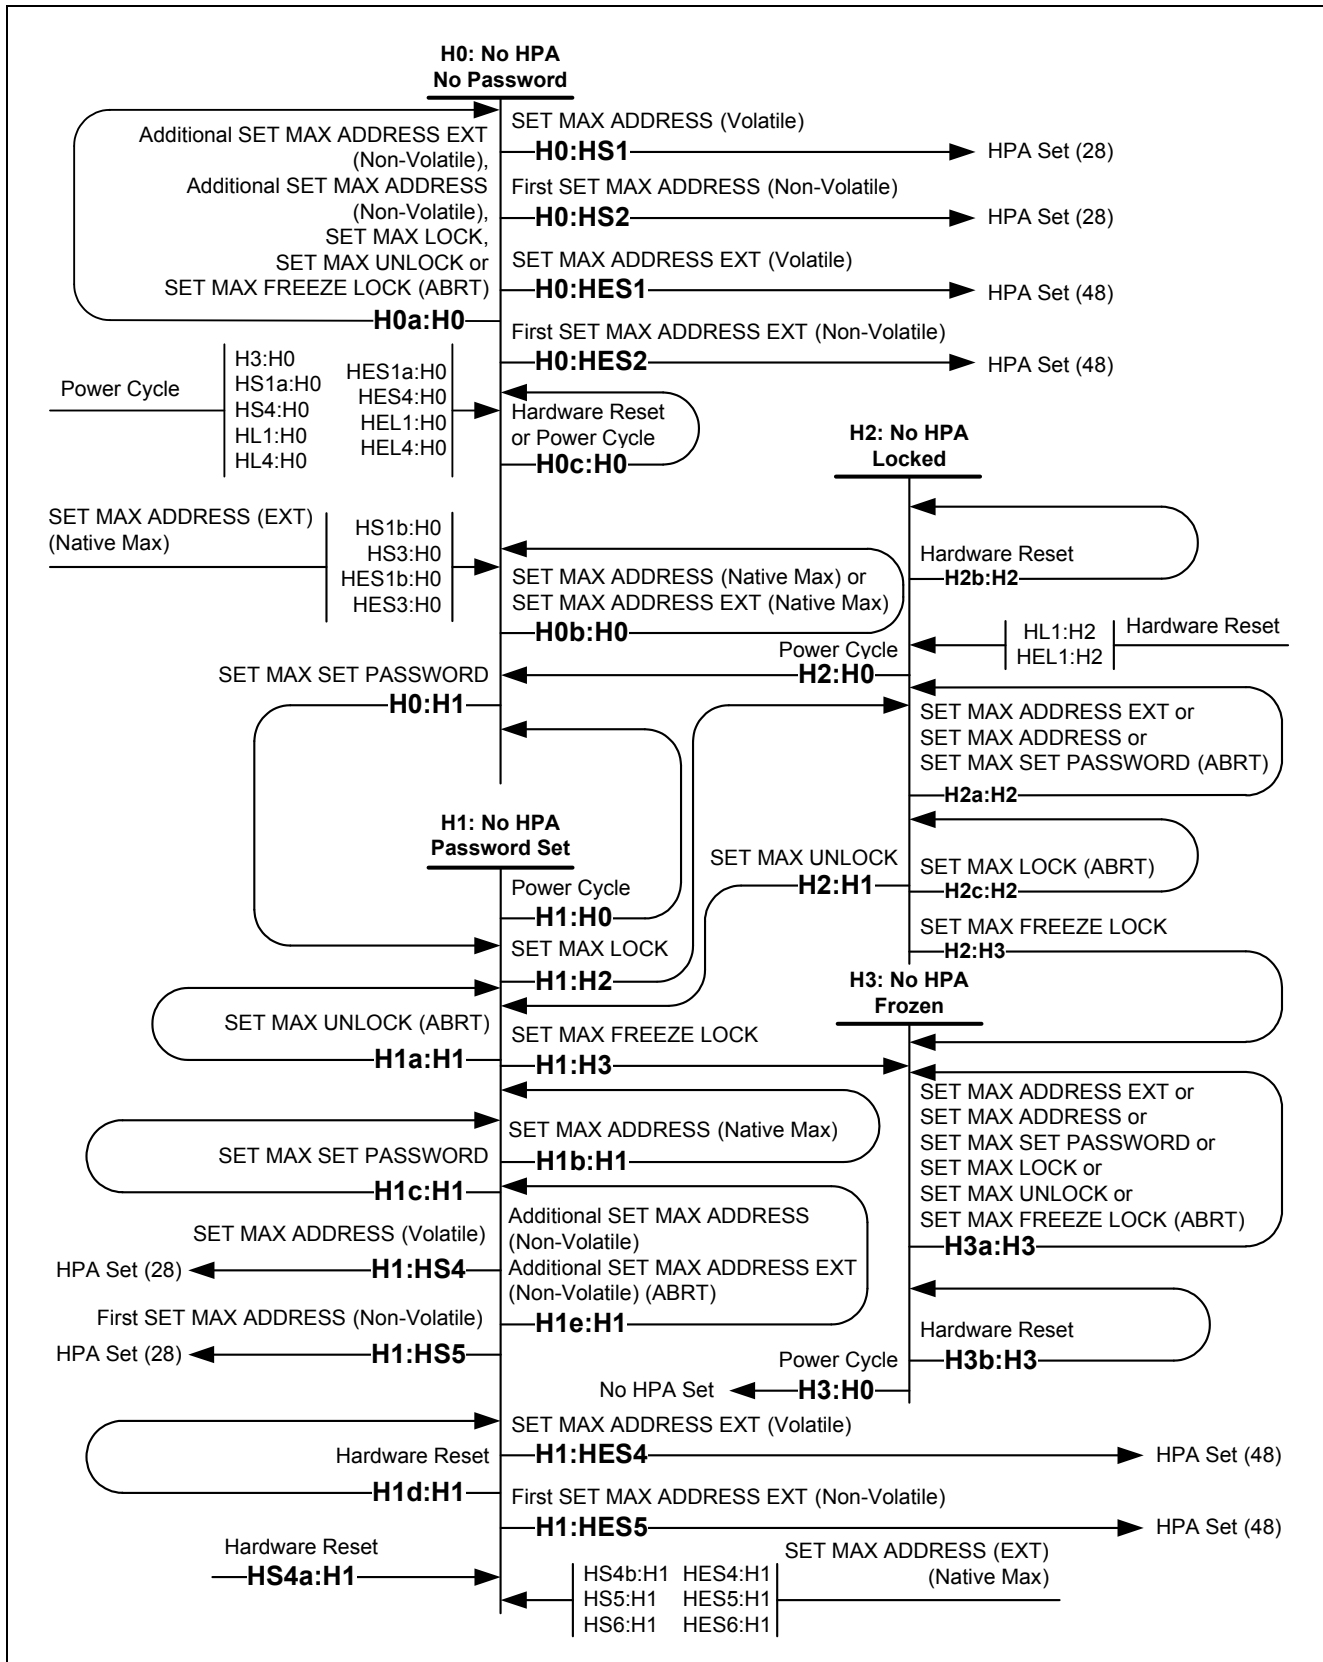 H0: No HPA
No Password
Additional SET MAX ADDRESS EXT
(Non-Volatile),
Additional SET MAX ADDRESS
(Non-Volatile),
SET MAX LOCK,
SET MAX UNLOCK or
SET MAX FREEZE LOCK (ABRT)
H0a:H0
SET MAX ADDRESS (Volatile)
H0:HS1
HPA Set (28)
First SET MAX ADDRESS (Non-Volatile)
H0:HS2
HPA Set (28)
SET MAX ADDRESS EXT (Volatile)
H0:HES1
HPA Set (48)
First SET MAX ADDRESS EXT (Non-Volatile)
H0:HES2
HPA Set (48)
Power Cycle
H3:H0
HS1a:H0
HS4:H0
HL1:H0
HL4:H0
HES1a:H0
HES4:H0
HEL1:H0
HEL4:H0
Hardware Reset
or Power Cycle
H0c:H0
SET MAX ADDRESS (EXT)
(Native Max)
HS1b:H0
HS3:H0
HES1b:H0
HES3:H0
SET MAX ADDRESS (Native Max) or
SET MAX ADDRESS EXT (Native Max)
H0b:H0
H2: No HPA
Locked
Hardware Reset
H2b:H2
HL1:H2
HEL1:H2
Hardware Reset
Power Cycle
H2:H0
SET MAX SET PASSWORD
H0:H1
SET MAX ADDRESS EXT or
SET MAX ADDRESS or
SET MAX SET PASSWORD (ABRT)
H2a:H2
H1: No HPA
Password Set
SET MAX UNLOCK
H2:H1
SET MAX LOCK (ABRT)
H2c:H2
Power Cycle
H1:H0
SET MAX FREEZE LOCK
H2:H3
SET MAX LOCK
H1:H2
H3: No HPA
Frozen
SET MAX UNLOCK (ABRT)
H1a:H1
SET MAX FREEZE LOCK
H1:H3
SET MAX ADDRESS EXT or
SET MAX ADDRESS or
SET MAX SET PASSWORD or
SET MAX LOCK or
SET MAX UNLOCK or
SET MAX FREEZE LOCK (ABRT)
H3a:H3
SET MAX ADDRESS (Native Max)
H1b:H1
SET MAX SET PASSWORD
H1c:H1
Additional SET MAX ADDRESS
(Non-Volatile)
Additional SET MAX ADDRESS EXT
(Non-Volatile) (ABRT)
H1e:H1
SET MAX ADDRESS (Volatile)
HPA Set (28)
H1:HS4
First SET MAX ADDRESS (Non-Volatile)
HPA Set (28)
H1:HS5
Hardware Reset
H3b:H3
Power Cycle
No HPA Set
H3:H0
SET MAX ADDRESS EXT (Volatile)
H1:HES4
HPA Set (48)
Hardware Reset
H1d:H1
First SET MAX ADDRESS EXT (Non-Volatile)
H1:HES5
HPA Set (48)
Hardware Reset
HS4a:H1
HS4b:H1
HS5:H1
HS6:H1
HES4:H1
HES5:H1
HES6:H1
SET MAX ADDRESS (EXT)
(Native Max)